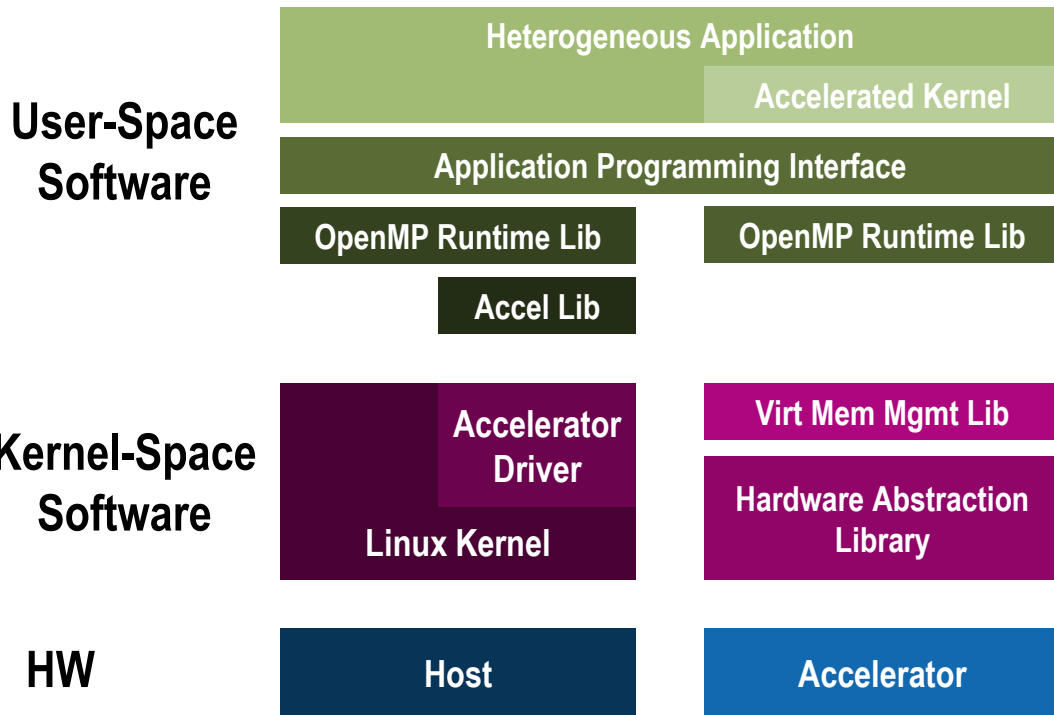 Heterogeneous Application
Accelerated Kernel
User-Space
Software
Application Programming Interface
OpenMP Runtime Lib
OpenMP Runtime Lib
Accel Lib
Kernel-Space
Software
Accelerator
Driver
Linux Kernel
Virt Mem Mgmt Lib
Hardware Abstraction
Library
HW
Host
Accelerator